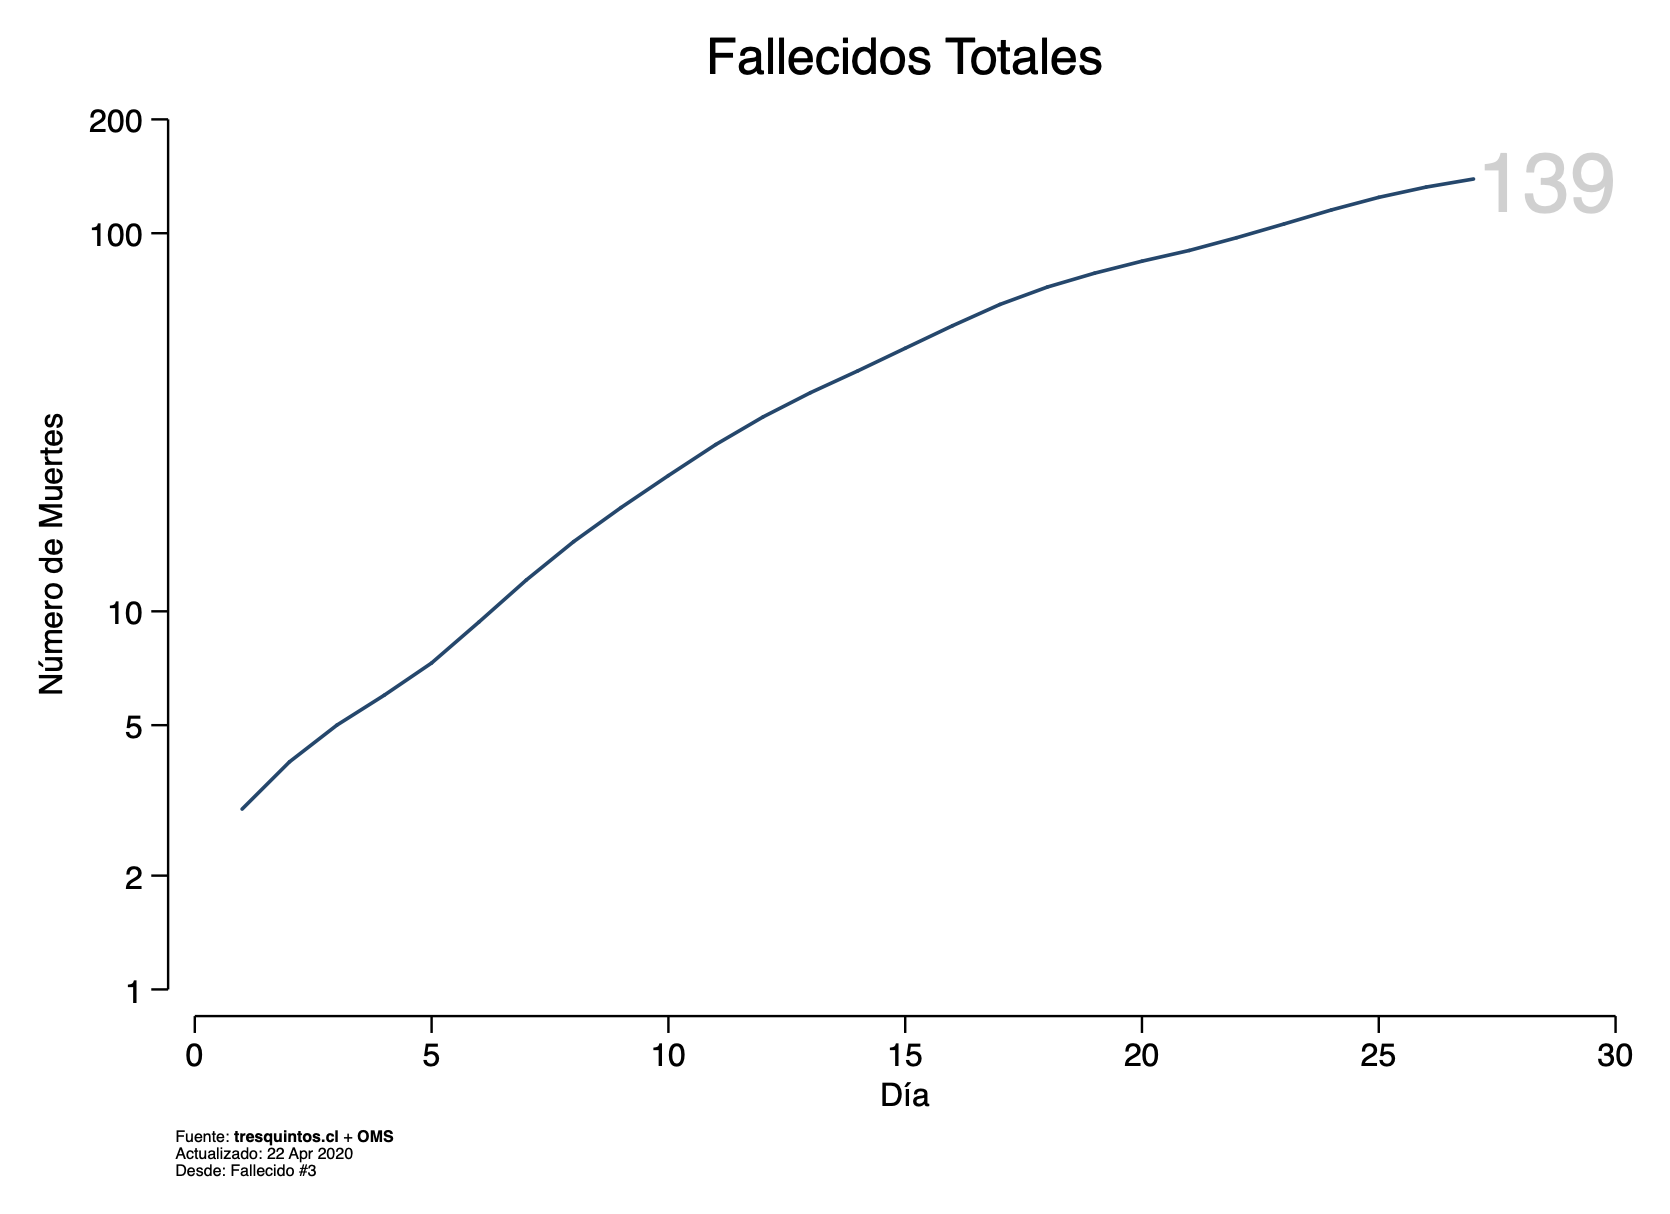 Fallecidos Totales
200
100
10
5
2
1
Número de Muertes
139
0 5 10 15 20 25 30
Día
Fuente: tresquintos.cl + OMS
Actualizado: 22 Apr 2020
Desde: Fallecido #3